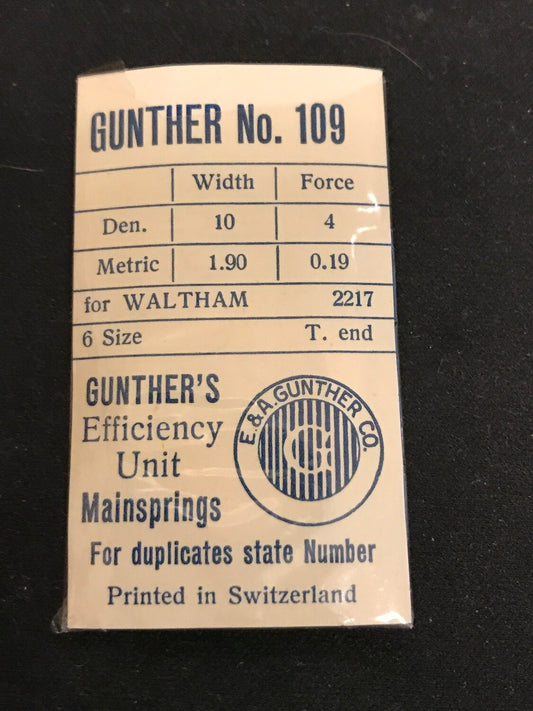 GUNTHER No. 109
Width Force
Den. 10 4
Metric 1.90 0.19
for WALTHAM 2217
6 Size T. end
GUNTHER'S
Efficiency
Unit
Mainsprings
E. & A. GUNTHER CO.
G
For duplicates state Number
Printed in Switzerland